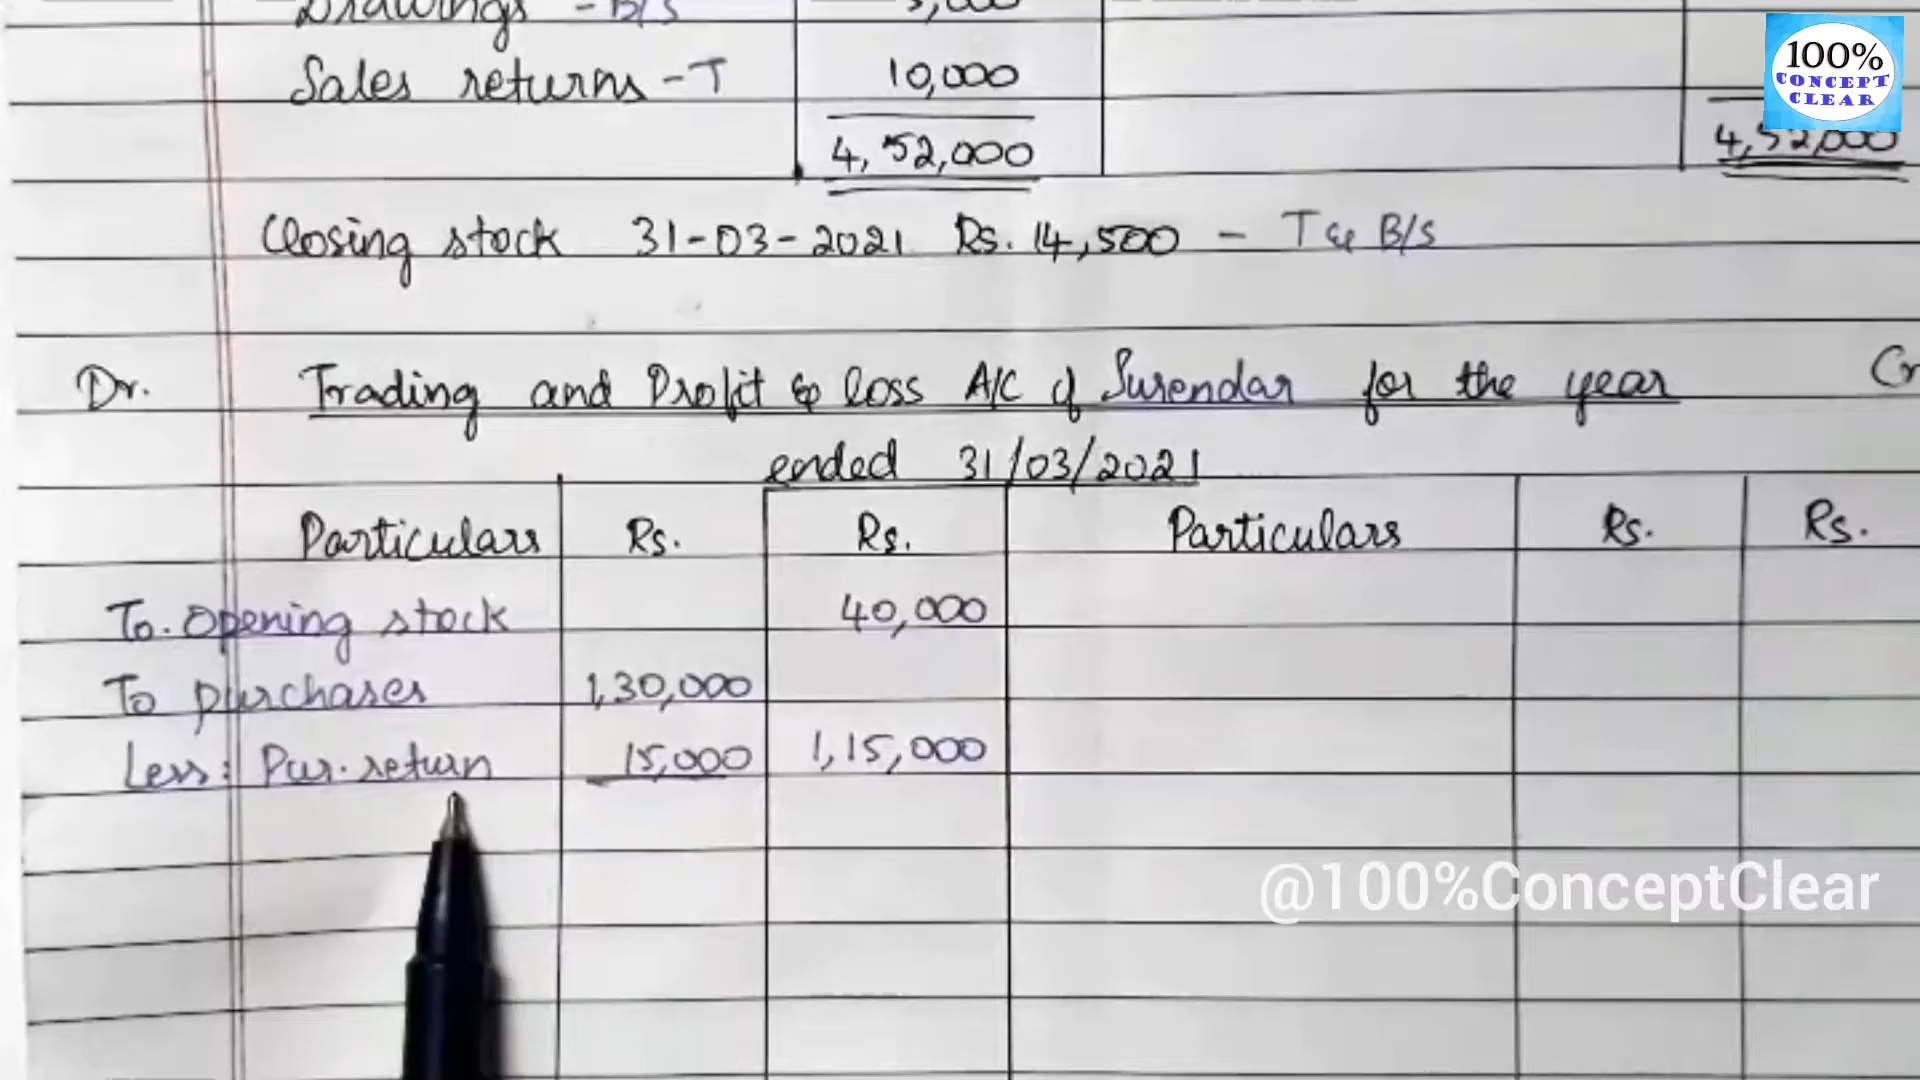 Drawings - B/S
Sales returns - T 10,000
4,52,000 4,52,000
100%
CONCEPT
CLEAR
Closing stock 31-03-2021 Rs. 14,500 - T & B/S
Dr. Trading and Profit & loss A/C of Surendar for the year Cr
ended 31/03/2021
Particulars Rs. Rs. Particulars Rs. Rs.
To. Opening stock 40,000
To purchases 1,30,000
Less: Pur. return 15,000 1,15,000
@100%ConceptClear